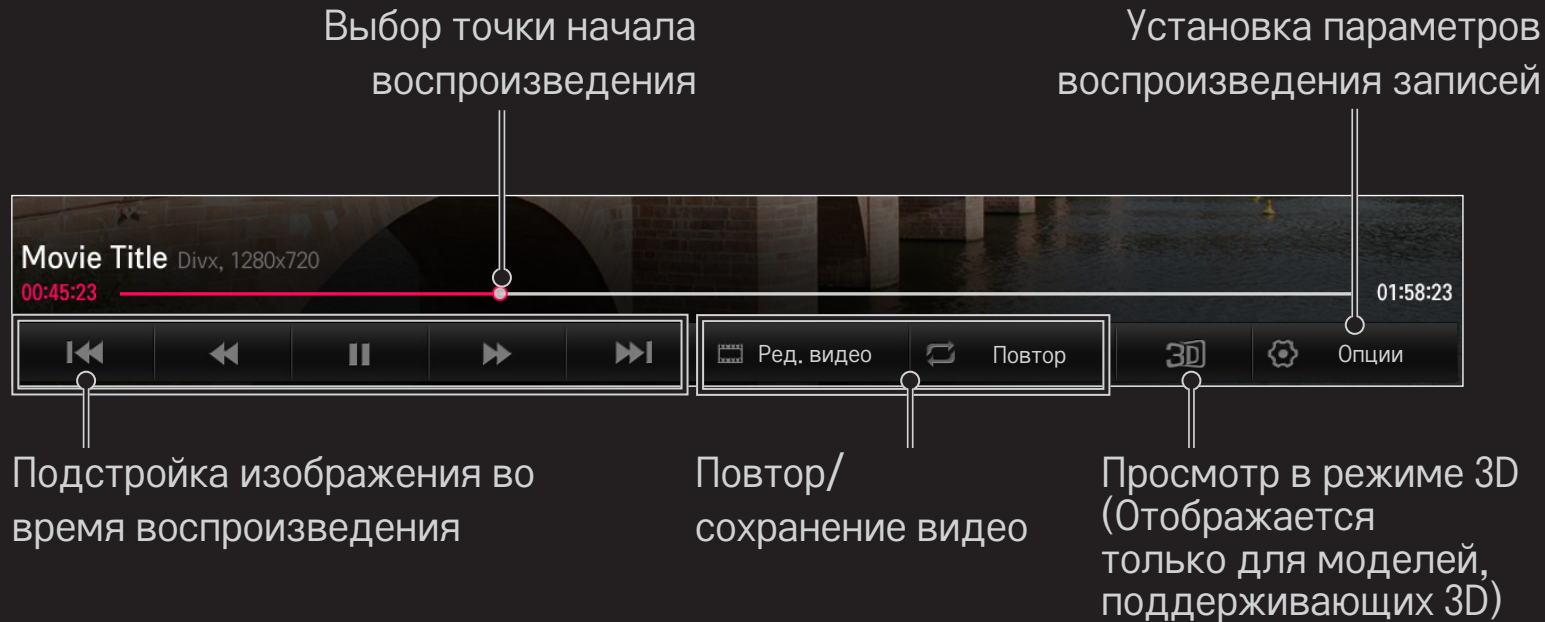 Выбор точки начала
воспроизведения
Установка параметров
воспроизведения записей
Movie Title Divx, 1280x720
00:45:23
01:58:23
Ред. видео
Повтор
3D
Опции
Подстройка изображения во
время воспроизведения
Повтор/
сохранение видео
Просмотр в режиме 3D
(Отображается
только для моделей,
поддерживающих 3D)